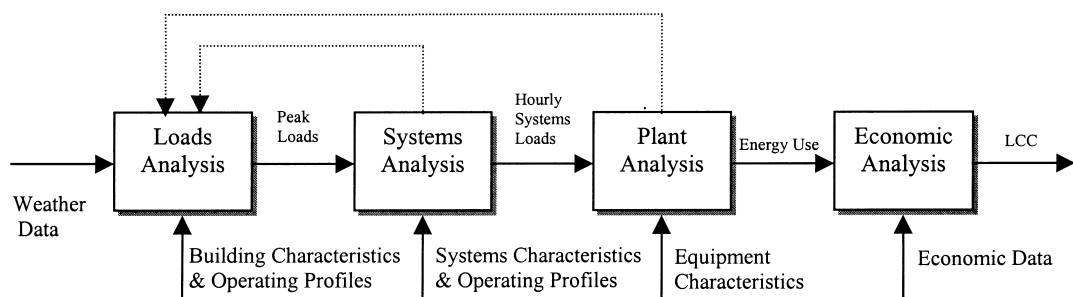 Weather
Data
Loads
Analysis
Building Characteristics
& Operating Profiles
Peak
Loads
Systems
Analysis
Systems Characteristics
& Operating Profiles
Hourly
Systems
Loads
Plant
Analysis
Equipment
Characteristics
Energy Use
Economic
Analysis
Economic Data
LCC